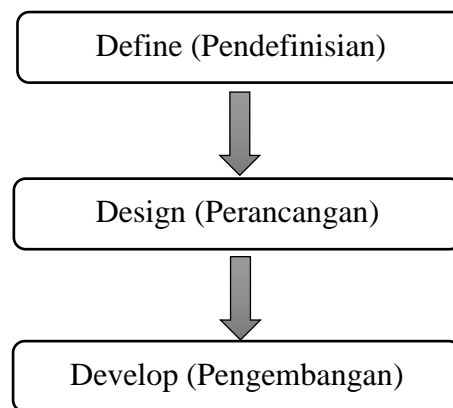 Define (Pendefinisian)
Design (Perancangan)
Develop (Pengembangan)